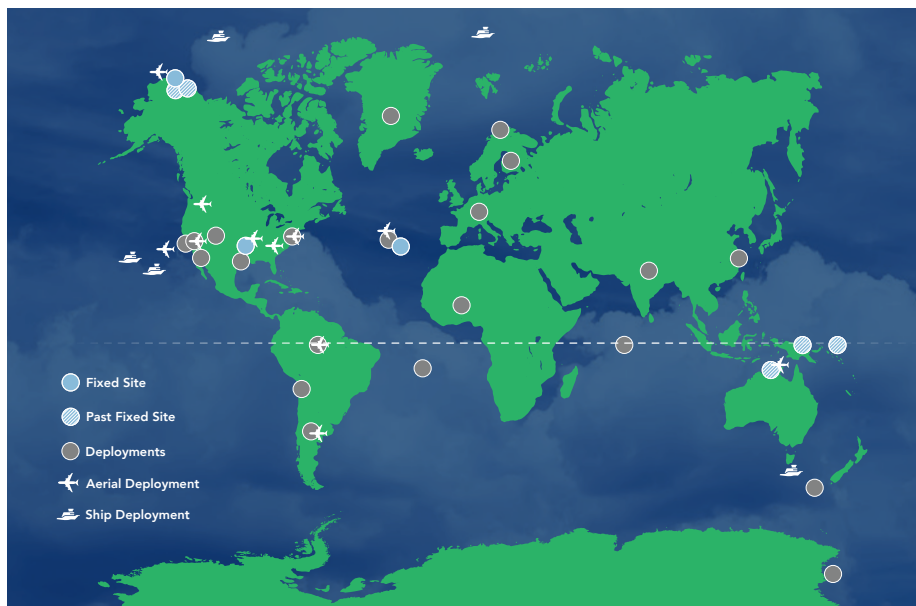 Fixed Site
Past Fixed Site
Deployments
Aerial Deployment
Ship Deployment